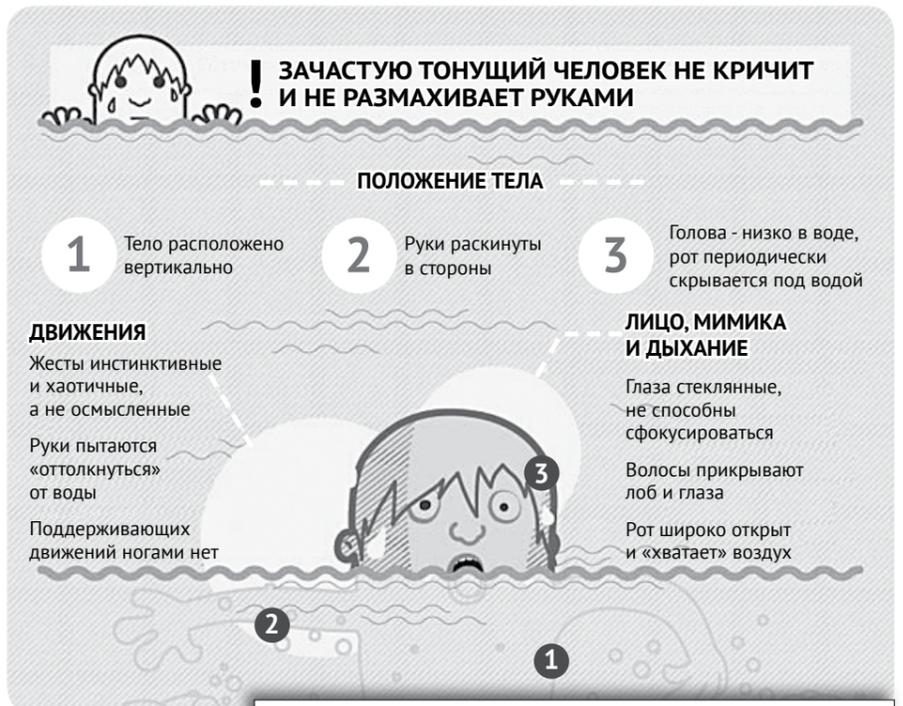 ! ЗАЧАСТУЮ ТОНУЩИЙ ЧЕЛОВЕК НЕ КРИЧИТ
И НЕ РАЗМАХИВАЕТ РУКАМИ
ПОЛОЖЕНИЕ ТЕЛА
1
Тело расположено
вертикально
2
Руки раскинуты
в стороны
3
Голова - низко в воде,
рот периодически
скрывается под водой
ДВИЖЕНИЯ
Жесты инстинктивные
и хаотичные,
а не осмысленные
Руки пытаются
«оттолкнуться»
от воды
Поддерживающих
движений ногами нет
ЛИЦО, МИМИКА
И ДЫХАНИЕ
Глаза стеклянные,
не способны
сфокусироваться
Волосы прикрывают
лоб и глаза
Рот широко открыт
и «хватает» воздух
3
2
1